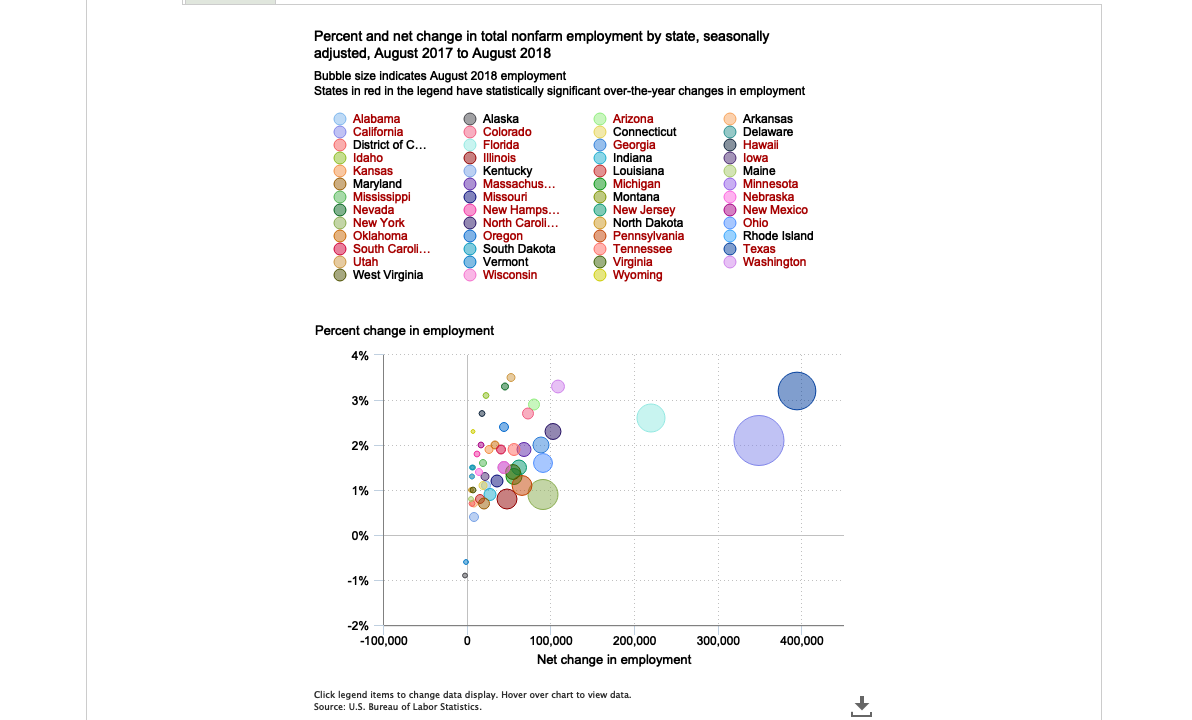 Percent and net change in total nonfarm employment by state, seasonally
adjusted, August 2017 to August 2018
Bubble size indicates August 2018 employment
States in red in the legend have statistically significant over-the-year changes in employment
Alabama Alaska Arizona Arkansas
California Colorado Connecticut Delaware
District of C... Florida Georgia Hawaii
Idaho Illinois Indiana Iowa
Kansas Kentucky Louisiana Maine
Maryland Massachus... Michigan Minnesota
Mississippi Missouri Montana Nebraska
Nevada New Hamps... New Jersey New Mexico
New York North Caroli... North Dakota Ohio
Oklahoma Oregon Pennsylvania Rhode Island
South Caroli... South Dakota Tennessee Texas
Utah Vermont Virginia Washington
West Virginia Wisconsin Wyoming
Percent change in employment
4%
3%
2%
1%
0%
-1%
-2%
-100,000 0 100,000 200,000 300,000 400,000
Net change in employment
Click legend items to change data display. Hover over chart to view data.
Source: U.S. Bureau of Labor Statistics.